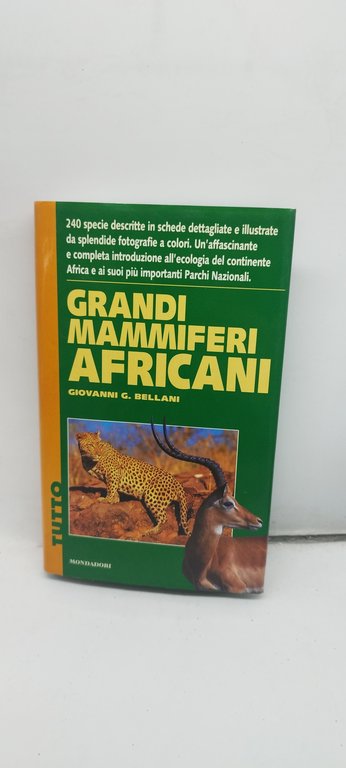 240 specie descritte in schede dettagliate e illustrate
da splendide fotografie a colori. Un'affascinante
e completa introduzione all'ecologia del continente
Africa e ai suoi più importanti Parchi Nazionali.
GRANDI
MAMMIFERI
AFRICANI
GIOVANNI G. BELLANI
TUTTO
MONDADORI